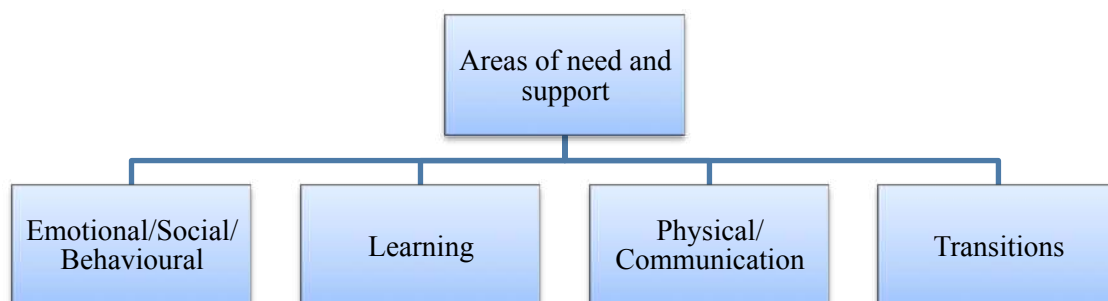 Areas of need and
support
Emotional/Social/
Behavioural
Learning
Physical/
Communication
Transitions